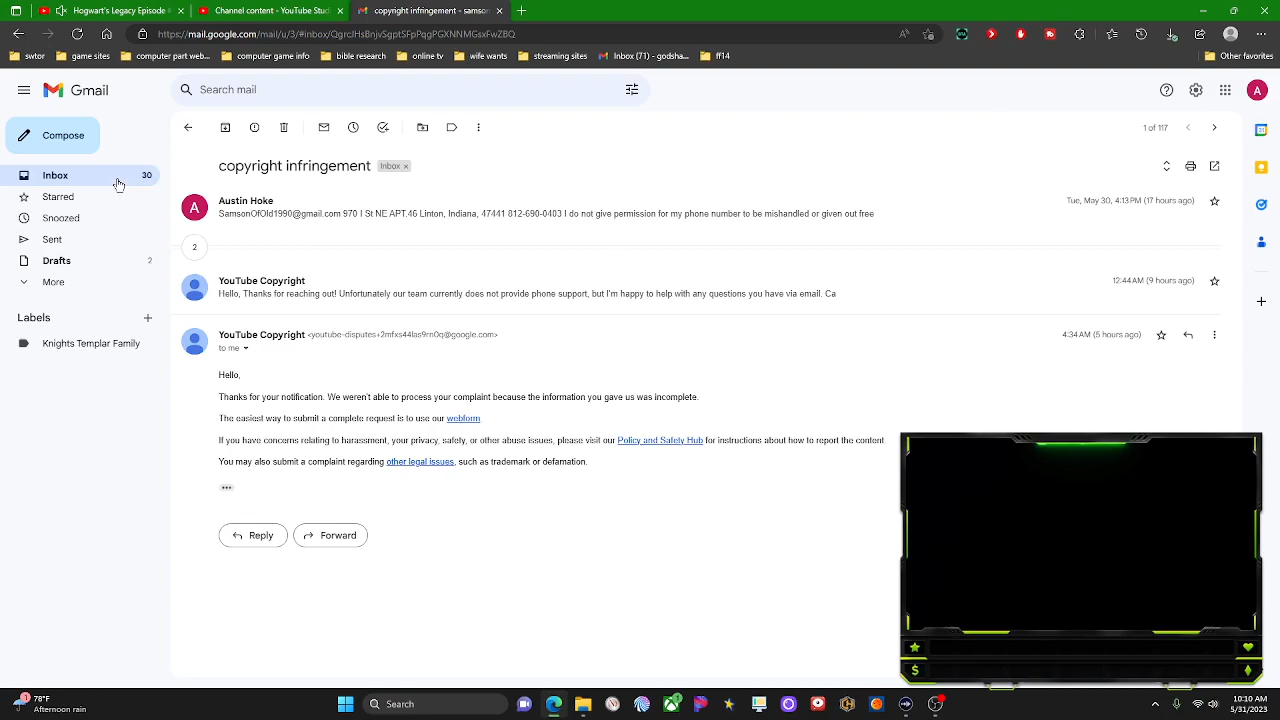 Hogwart's Legacy Episode
Channel content - YouTube Studi
copyright infringement - samson
https://mail.google.com/mail/u/3/#inbox/
swtor
game sites
computer part web...
computer game info
bible research
online tv
wife wants
streaming sites
Inbox (71) - godsha...
ff14
Other favorites
Gmail
Search mail
A
Compose
1 of 117
Inbox 30
copyright infringement Inbox x
Starred
Austin Hoke
Tue, May 30, 4:13 PM (17 hours ago)
A
SamsonOfOld1990@gmail.com 970 I St NE APT.46 Linton, Indiana, 47441 812-690-0403 I do not give permission for my phone number to be mishandled or given out free
Snoozed
Sent
2
Drafts 2
More
YouTube Copyright
12:44 AM (9 hours ago)
Hello, Thanks for reaching out! Unfortunately our team currently does not provide phone support, but I'm happy to help with any questions you have via email. Ca
Labels
Knights Templar Family
YouTube Copyright <youtube-disputes+2mfxs44las9rn0q@google.com>
4:34 AM (5 hours ago)
to me
Hello,
Thanks for your notification. We weren't able to process your complaint because the information you gave us was incomplete.
The easiest way to submit a complete request is to use our webform.
If you have concerns relating to harassment, your privacy, safety, or other abuse issues, please visit our Policy and Safety Hub for instructions about how to report the content.
You may also submit a complaint regarding other legal issues, such as trademark or defamation.
Reply
Forward
$
1
78°F
Afternoon rain
Search
1
10:10 AM
5/31/2023